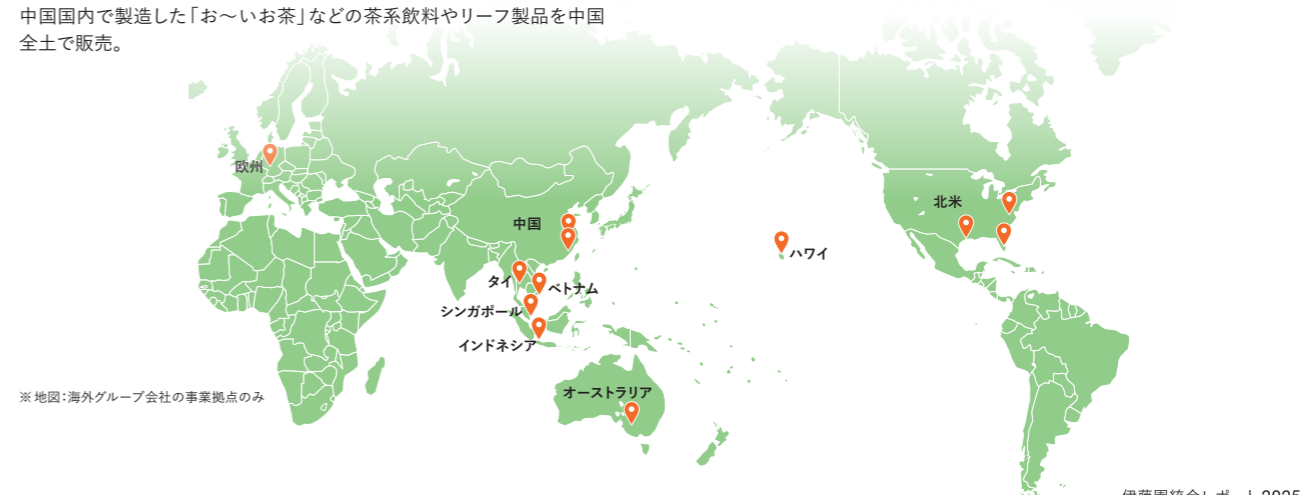 中国国内で製造した「お〜いお茶」などの茶系飲料やリーフ製品を中国
全土で販売。
欧州
中国
北米
ハワイ
タイ
ベトナム
シンガポール
インドネシア
オーストラリア
※地図：海外グループ会社の事業拠点のみ